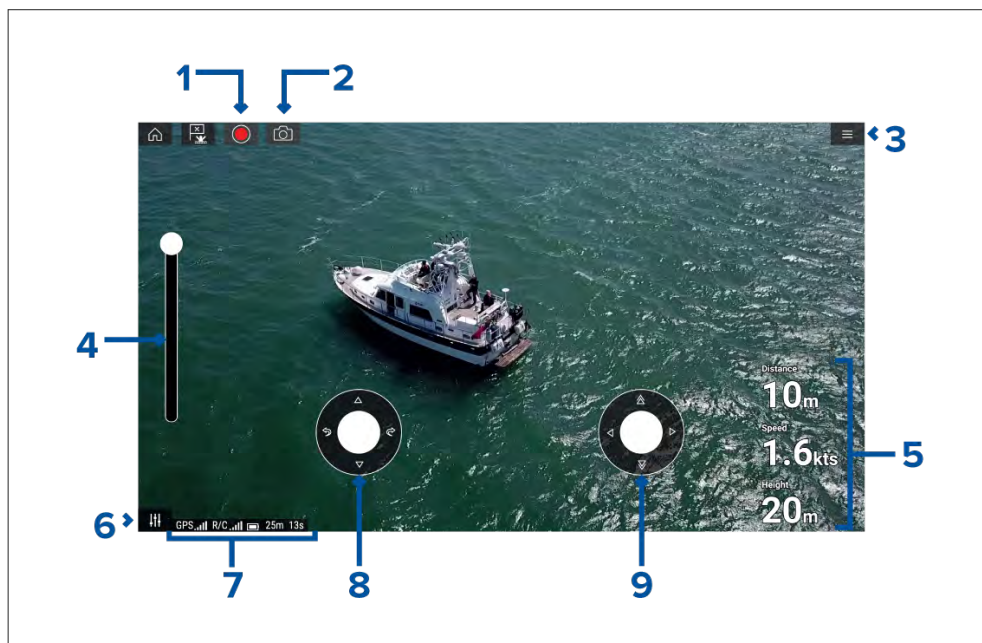 1
2
3
4
Distance
10m
Speed
1.6kts
5
Height
20m
6
GPS R/C 25m 13s
7
8
9